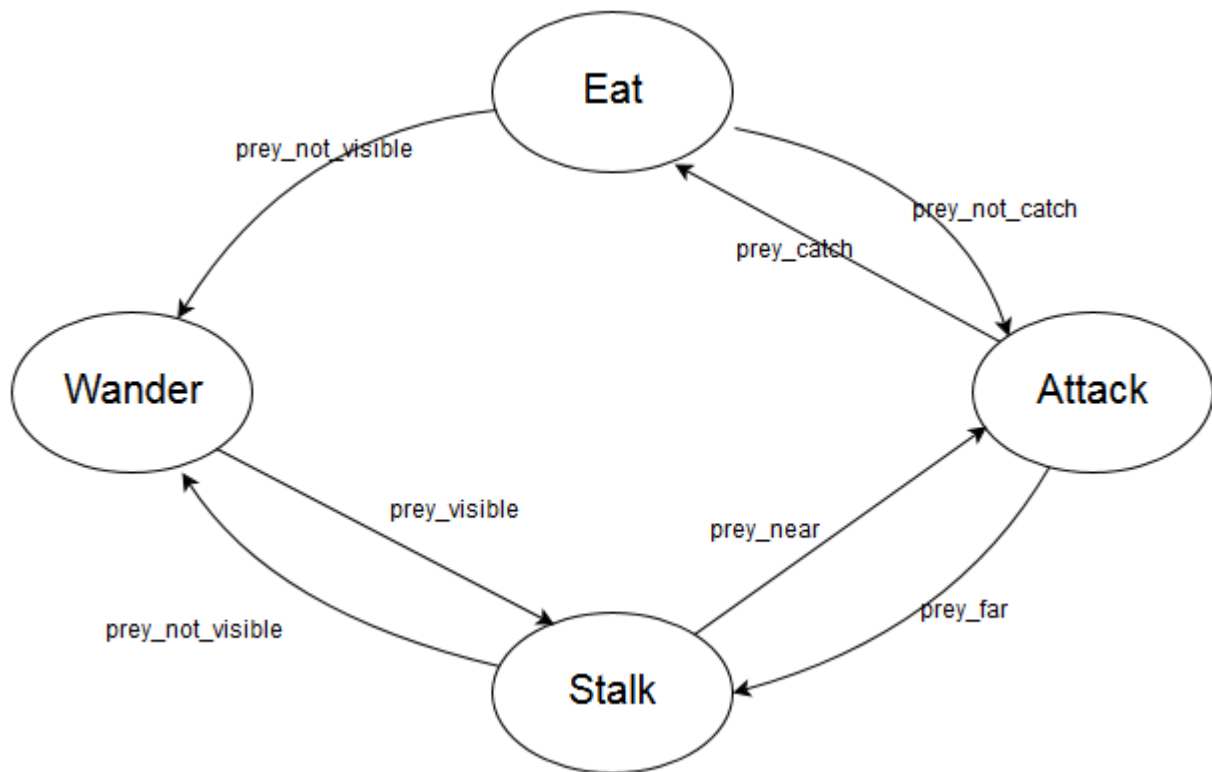 Eat
prey_not_visible
prey_not_catch
prey_catch
Wander
Attack
prey_visible
prey_near
prey_not_visible
prey_far
Stalk